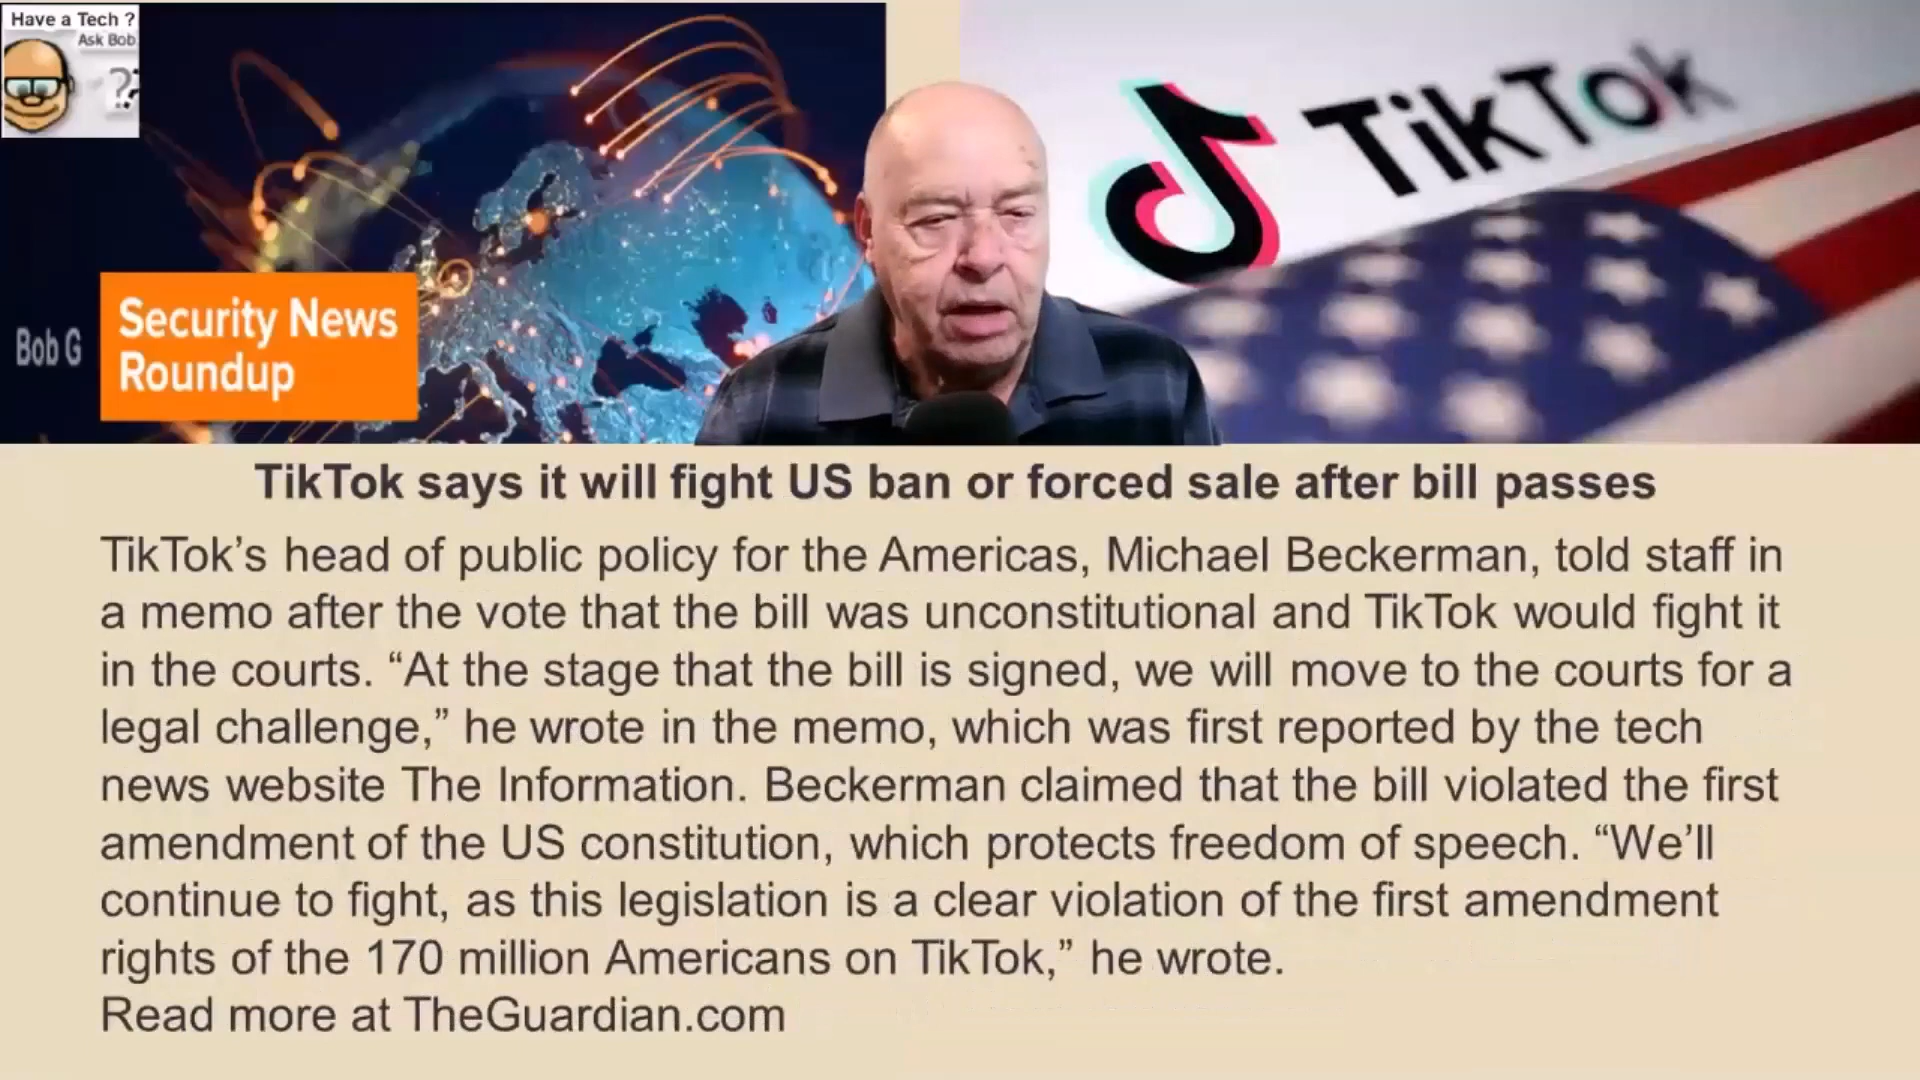 Have a Tech ?
Ask Bob
??
TikTok
Bob G
Security News
Roundup
TikTok says it will fight US ban or forced sale after bill passes
TikTok’s head of public policy for the Americas, Michael Beckerman, told staff in
a memo after the vote that the bill was unconstitutional and TikTok would fight it
in the courts. “At the stage that the bill is signed, we will move to the courts for a
legal challenge,” he wrote in the memo, which was first reported by the tech
news website The Information. Beckerman claimed that the bill violated the first
amendment of the US constitution, which protects freedom of speech. “We’ll
continue to fight, as this legislation is a clear violation of the first amendment
rights of the 170 million Americans on TikTok,” he wrote.
Read more at TheGuardian.com